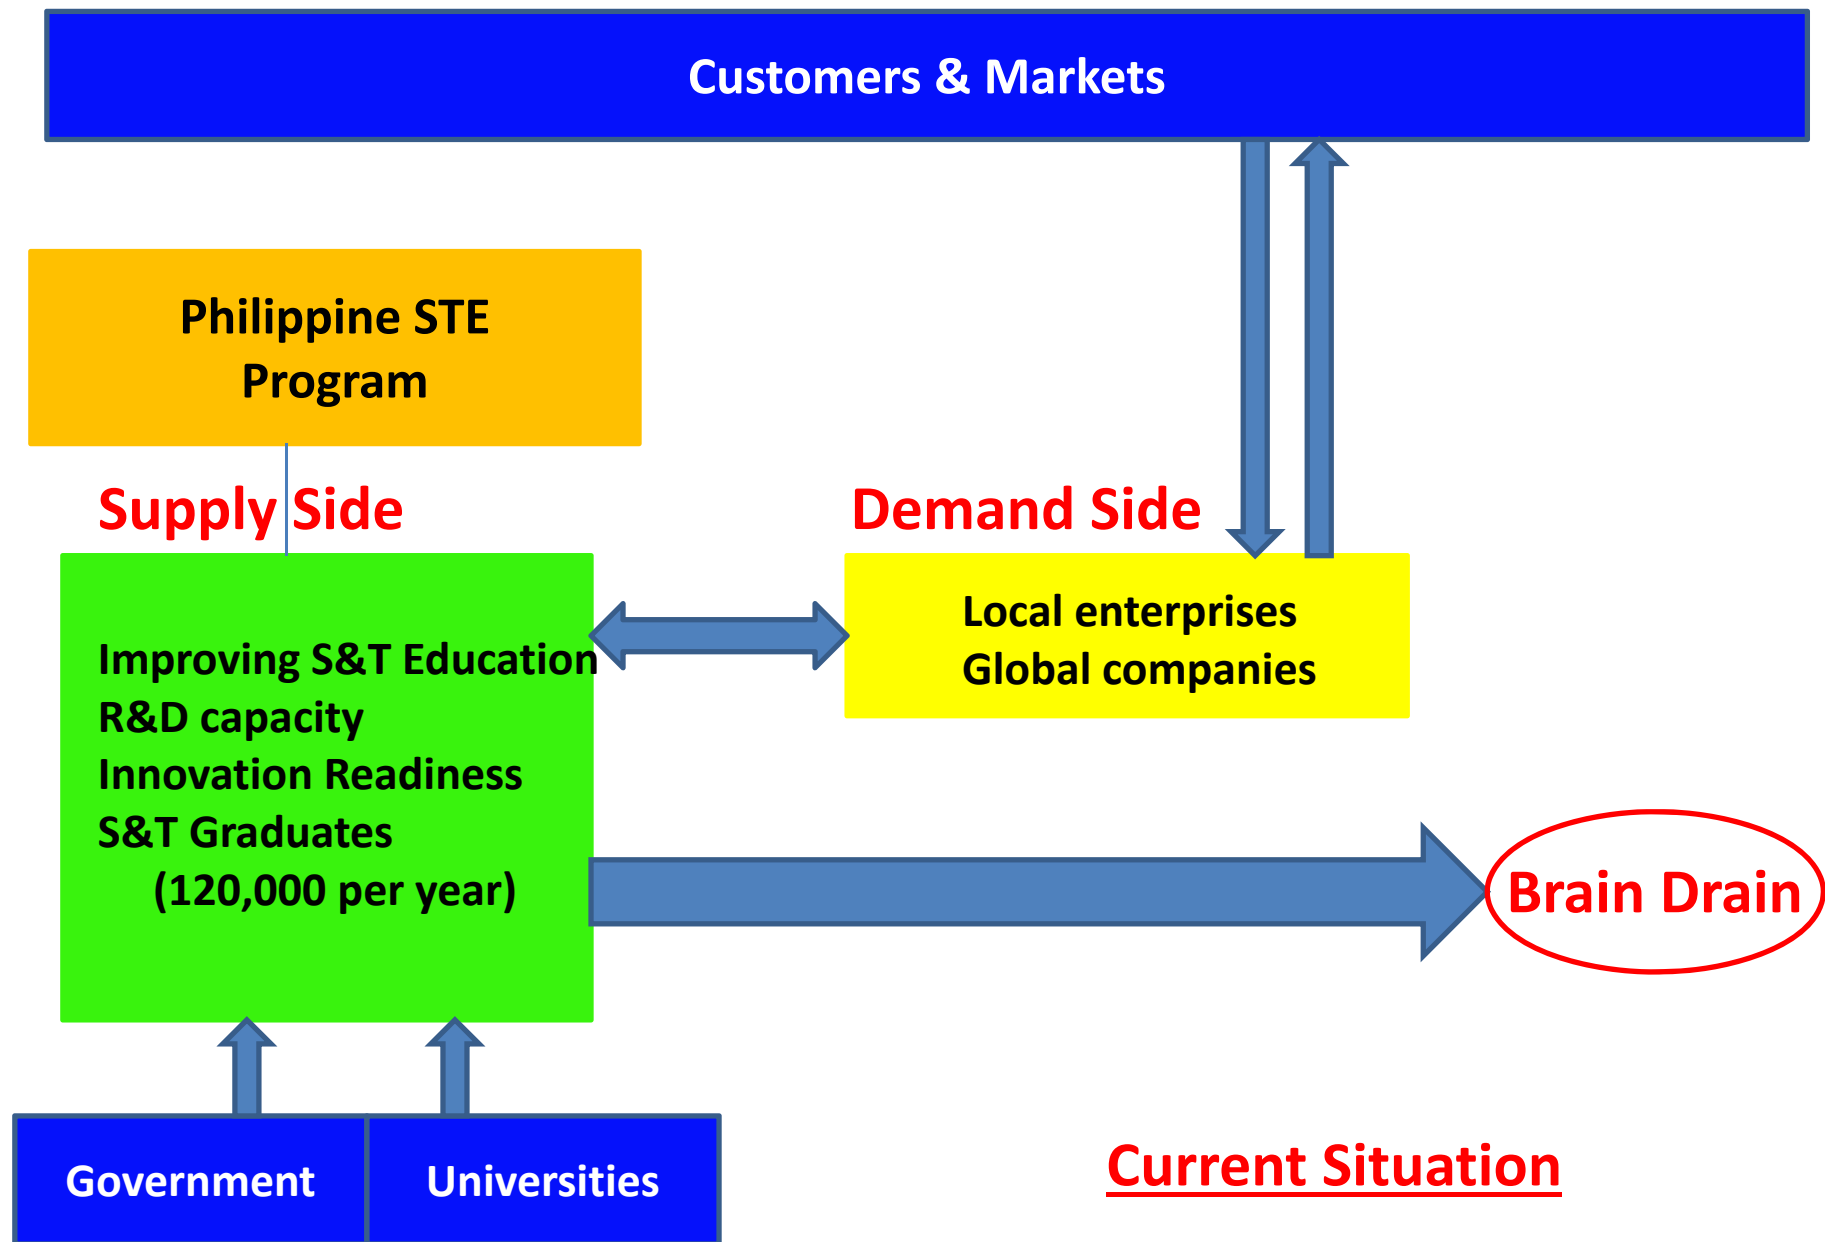 Customers & Markets
Philippine STE
Program
Supply Side
Demand Side
Improving S&T Education
R&D capacity
Innovation Readiness
S&T Graduates
(120,000 per year)
Local enterprises
Global companies
Brain Drain
Government
Universities
Current Situation